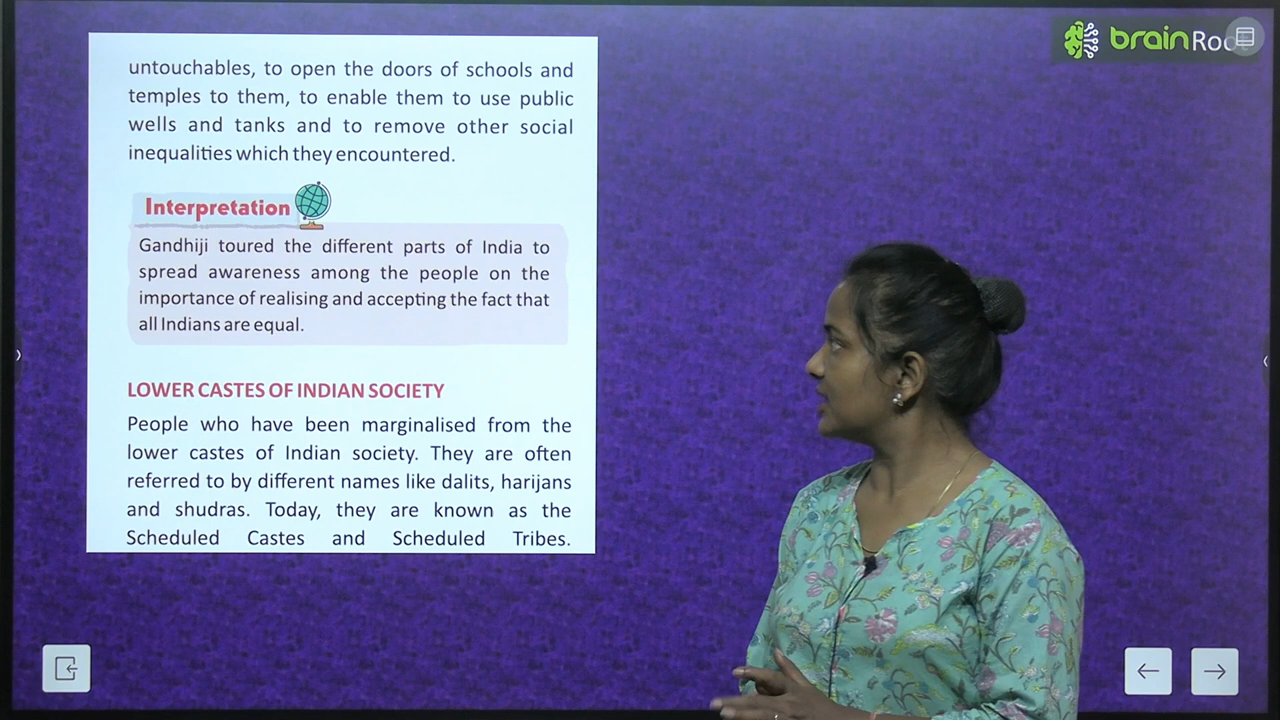 untouchables, to open the doors of schools and
temples to them, to enable them to use public
wells and tanks and to remove other social
inequalities which they encountered.
Interpretation
Gandhiji toured the different parts of India to
spread awareness among the people on the
importance of realising and accepting the fact that
all Indians are equal.
LOWER CASTES OF INDIAN SOCIETY
People who have been marginalised from the
lower castes of Indian society. They are often
referred to by different names like dalits, harijans
and shudras. Today, they are known as the
Scheduled Castes and Scheduled Tribes.
brain